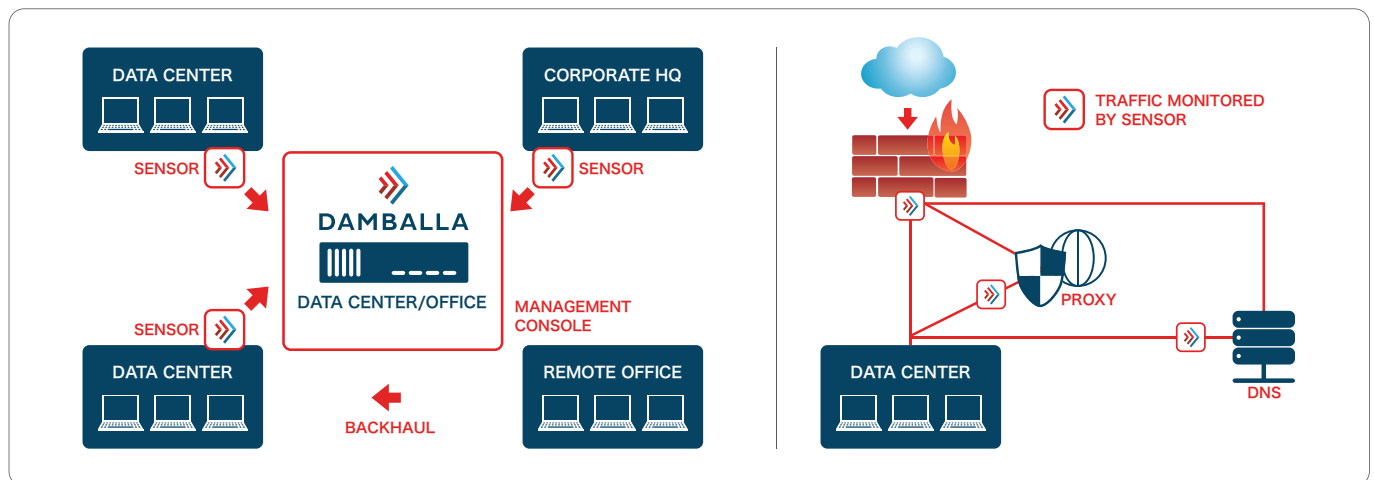 DATA CENTER
CORPORATE HQ
SENSOR
SENSOR
DAMBALLA
DATA CENTER/OFFICE
MANAGEMENT
CONSOLE
SENSOR
DATA CENTER
REMOTE OFFICE
BACKHAUL
TRAFFIC MONITORED
BY SENSOR
PROXY
DATA CENTER
DNS